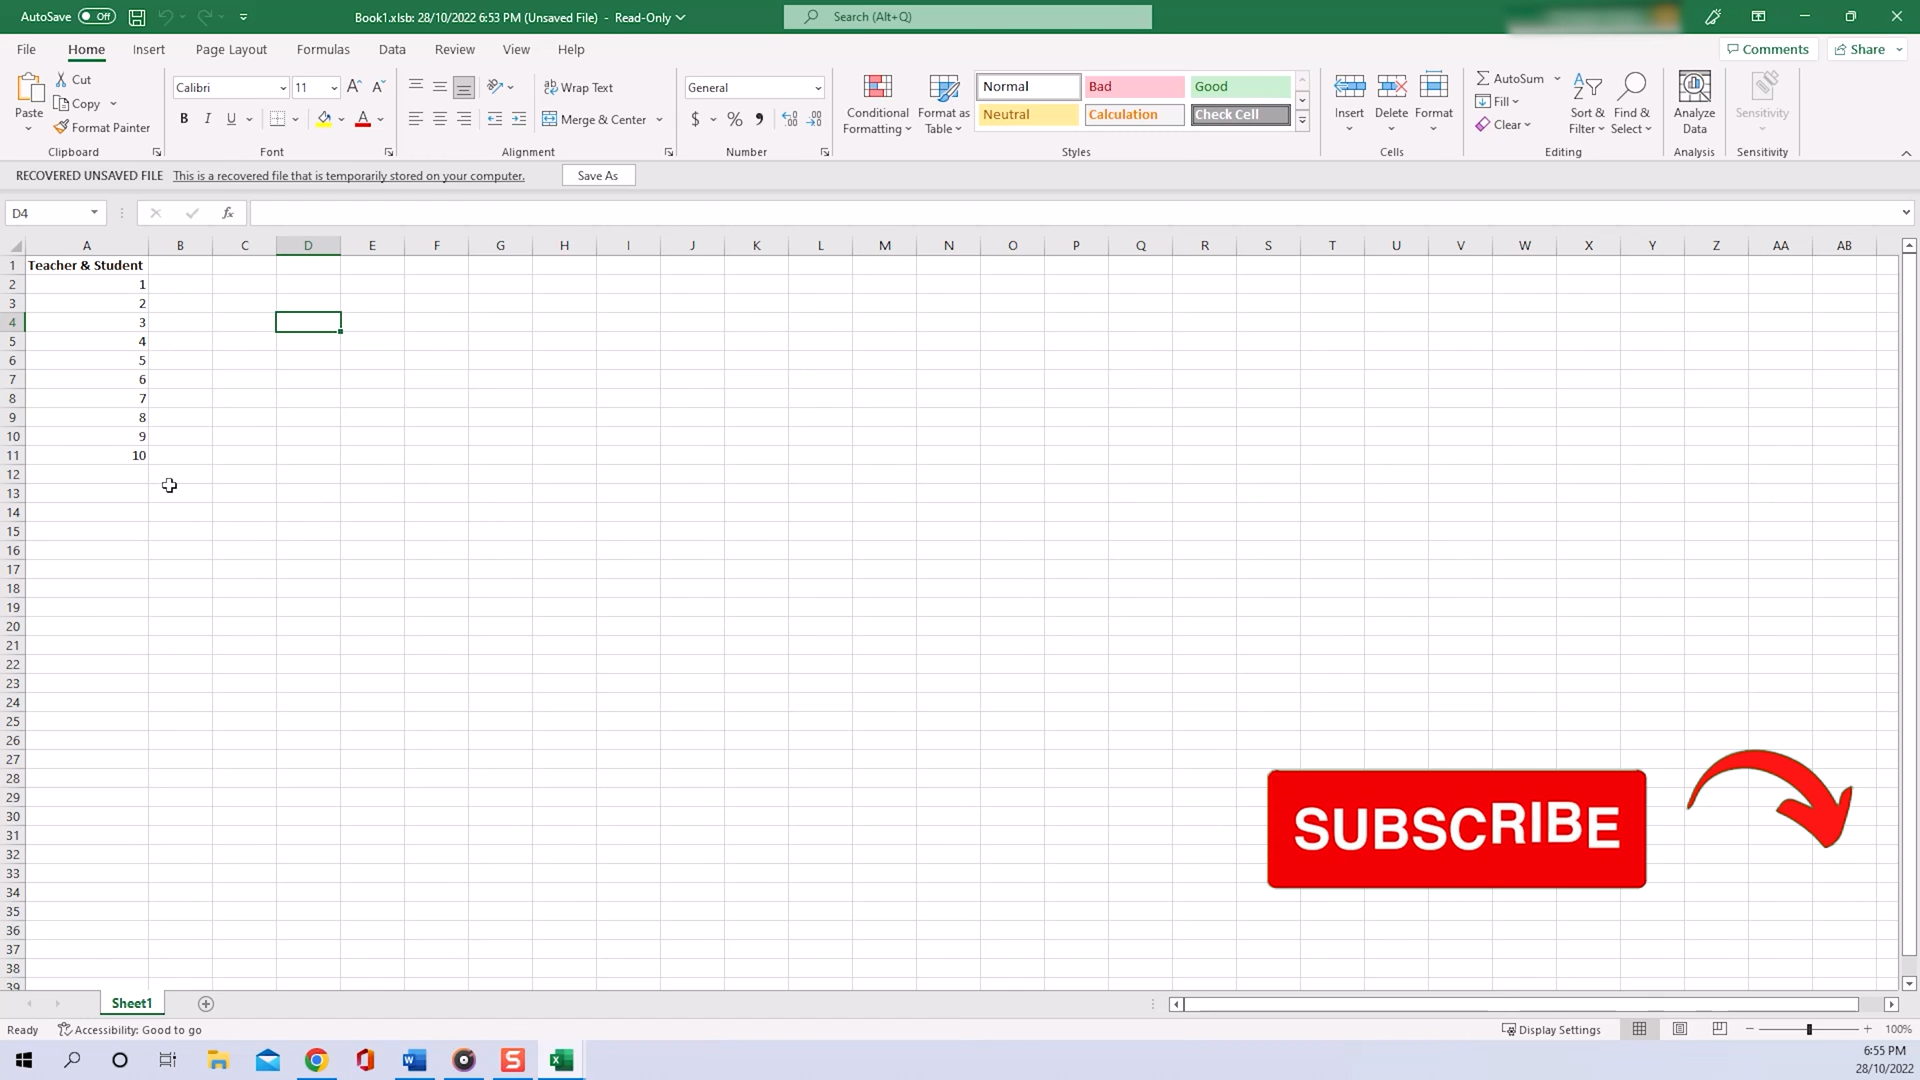 AutoSave Off Book1.xlsb: 28/10/2022 6:53 PM (Unsaved File) - Read-Only Search (Alt+Q)
File Home Insert Page Layout Formulas Data Review View Help Comments Share
Paste Cut Copy Format Painter
Calibri 11
B I U
Wrap Text
Merge & Center
General
$ %
Conditional Formatting
Format as Table
Normal Bad Good
Neutral Calculation Check Cell
Insert Delete Format
AutoSum
Fill
Clear
Sort & Filter
Find & Select
Analyze Data
Sensitivity
Clipboard Font Alignment Number Styles Cells Editing Analysis Sensitivity
RECOVERED UNSAVED FILE This is a recovered file that is temporarily stored on your computer. Save As
D4 fx
A B C D E F G H I J K L M N O P Q R S T U V W X Y Z AA AB
1 Teacher & Student
2 1
3 2
4 3
5 4
6 5
7 6
8 7
9 8
10 9
11 10
12
13
14
15
16
17
18
19
20
21
22
23
24
25
26
27
28
29
30
31
32
33
34
35
36
37
38
39
SUBSCRIBE
Sheet1
Ready Accessibility: Good to go Display Settings 100%
6:55 PM
28/10/2022